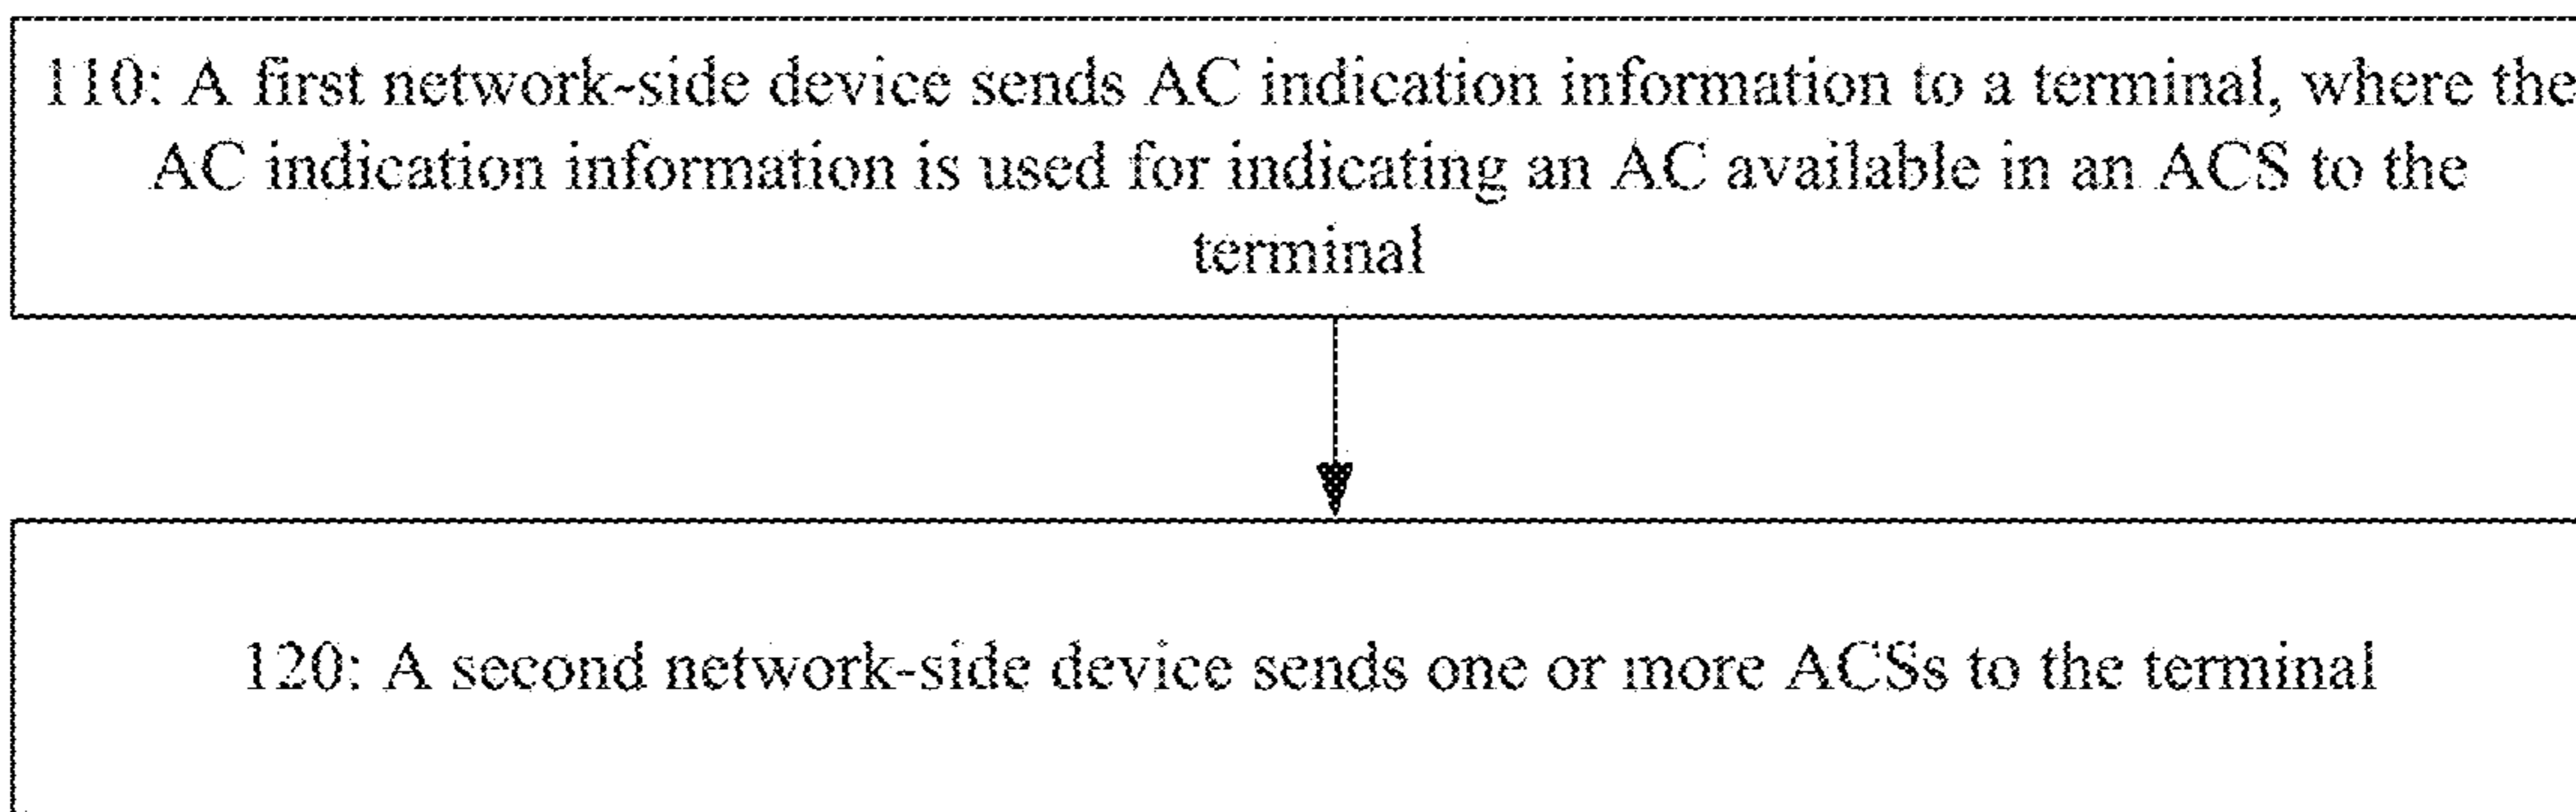 110: A first network-side device sends AC indication information to a terminal, where the
AC indication information is used for indicating an AC available in an ACS to the
terminal
120: A second network-side device sends one or more ACSs to the terminal